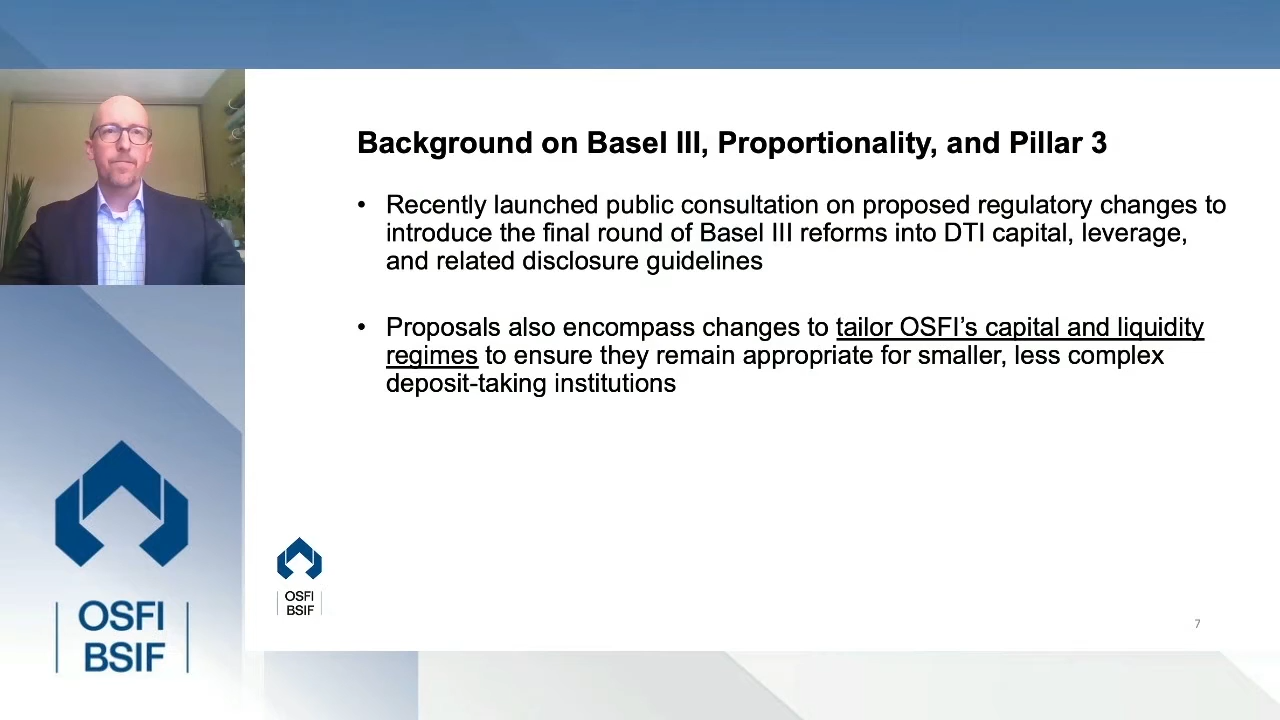 Background on Basel III, Proportionality, and Pillar 3
• Recently launched public consultation on proposed regulatory changes to
introduce the final round of Basel III reforms into DTI capital, leverage,
and related disclosure guidelines
• Proposals also encompass changes to tailor OSFI’s capital and liquidity
regimes to ensure they remain appropriate for smaller, less complex
deposit-taking institutions
OSFI
BSIF
OSFI
BSIF
7